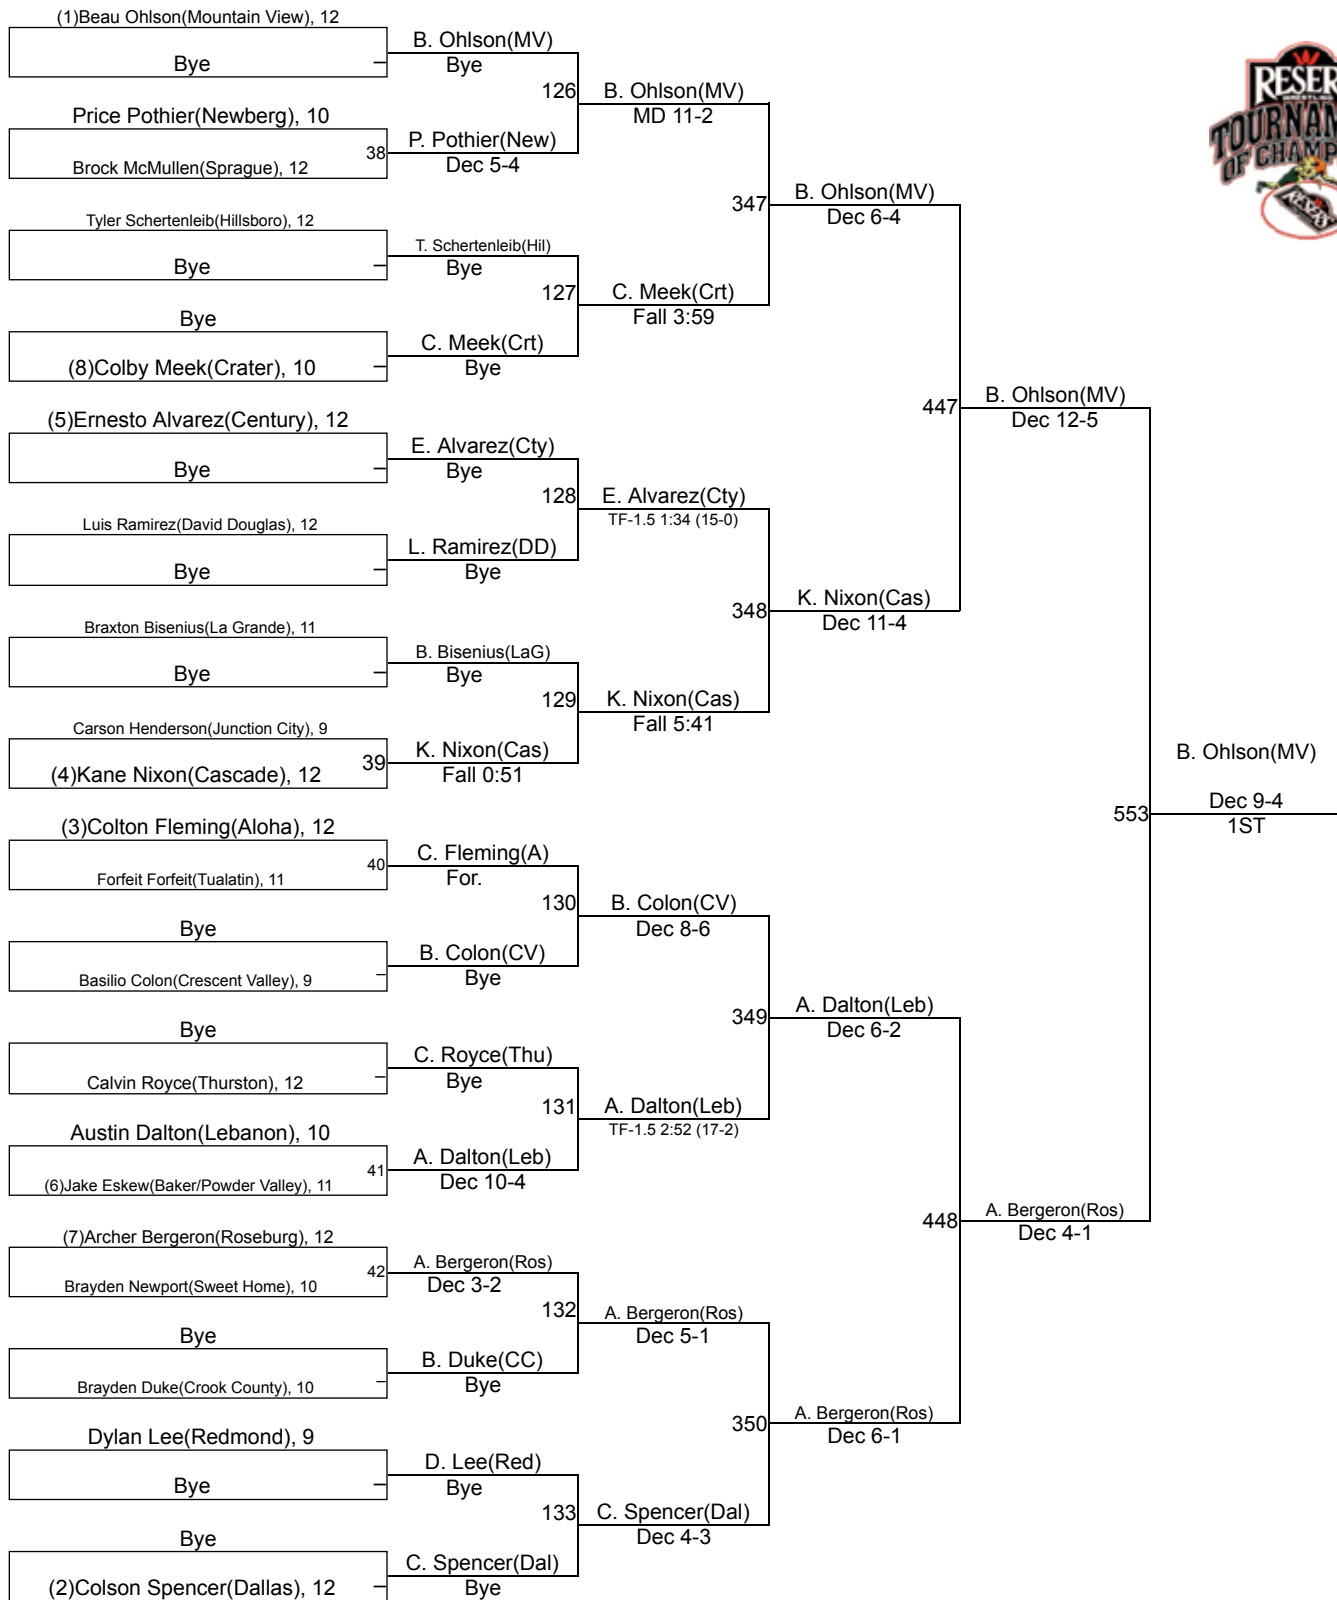 (1)Beau Ohlson(Mountain View), 12
Bye
–
Price Pothier(Newberg), 10
Brock McMullen(Sprague), 12
38
Tyler Schertenleib(Hillsboro), 12
Bye
–
Bye
(8)Colby Meek(Crater), 10
–
(5)Ernesto Alvarez(Century), 12
Bye
–
Luis Ramirez(David Douglas), 12
Bye
–
Braxton Bisenius(La Grande), 11
Bye
–
Carson Henderson(Junction City), 9
(4)Kane Nixon(Cascade), 12
39
(3)Colton Fleming(Aloha), 12
Forfeit Forfeit(Tualatin), 11
40
Bye
Basilio Colon(Crescent Valley), 9
–
Bye
Calvin Royce(Thurston), 12
–
Austin Dalton(Lebanon), 10
(6)Jake Eskew(Baker/Powder Valley), 11
41
(7)Archer Bergeron(Roseburg), 12
Brayden Newport(Sweet Home), 10
42
Bye
Brayden Duke(Crook County), 10
–
Dylan Lee(Redmond), 9
Bye
–
Bye
(2)Colson Spencer(Dallas), 12
–
B. Ohlson(MV)
Bye
126
P. Pothier(New)
Dec 5-4
T. Schertenleib(Hil)
Bye
127
C. Meek(Crt)
Bye
E. Alvarez(Cty)
Bye
128
L. Ramirez(DD)
Bye
B. Bisenius(LaG)
Bye
129
K. Nixon(Cas)
Fall 0:51
C. Fleming(A)
For.
130
B. Colon(CV)
Bye
C. Royce(Thu)
Bye
131
A. Dalton(Leb)
Dec 10-4
A. Bergeron(Ros)
Dec 3-2
132
B. Duke(CC)
Bye
D. Lee(Red)
Bye
133
C. Spencer(Dal)
Bye
B. Ohlson(MV)
MD 11-2
347
C. Meek(Crt)
Fall 3:59
E. Alvarez(Cty)
TF-1.5 1:34 (15-0)
348
K. Nixon(Cas)
Fall 5:41
B. Colon(CV)
Dec 8-6
349
A. Dalton(Leb)
TF-1.5 2:52 (17-2)
A. Bergeron(Ros)
Dec 5-1
350
C. Spencer(Dal)
Dec 4-3
B. Ohlson(MV)
Dec 6-4
447
K. Nixon(Cas)
Dec 11-4
A. Dalton(Leb)
Dec 6-2
448
A. Bergeron(Ros)
Dec 6-1
B. Ohlson(MV)
Dec 12-5
553
A. Bergeron(Ros)
Dec 4-1
B. Ohlson(MV)
Dec 9-4
1ST
RESER
TOURNAM
OF CHAMP